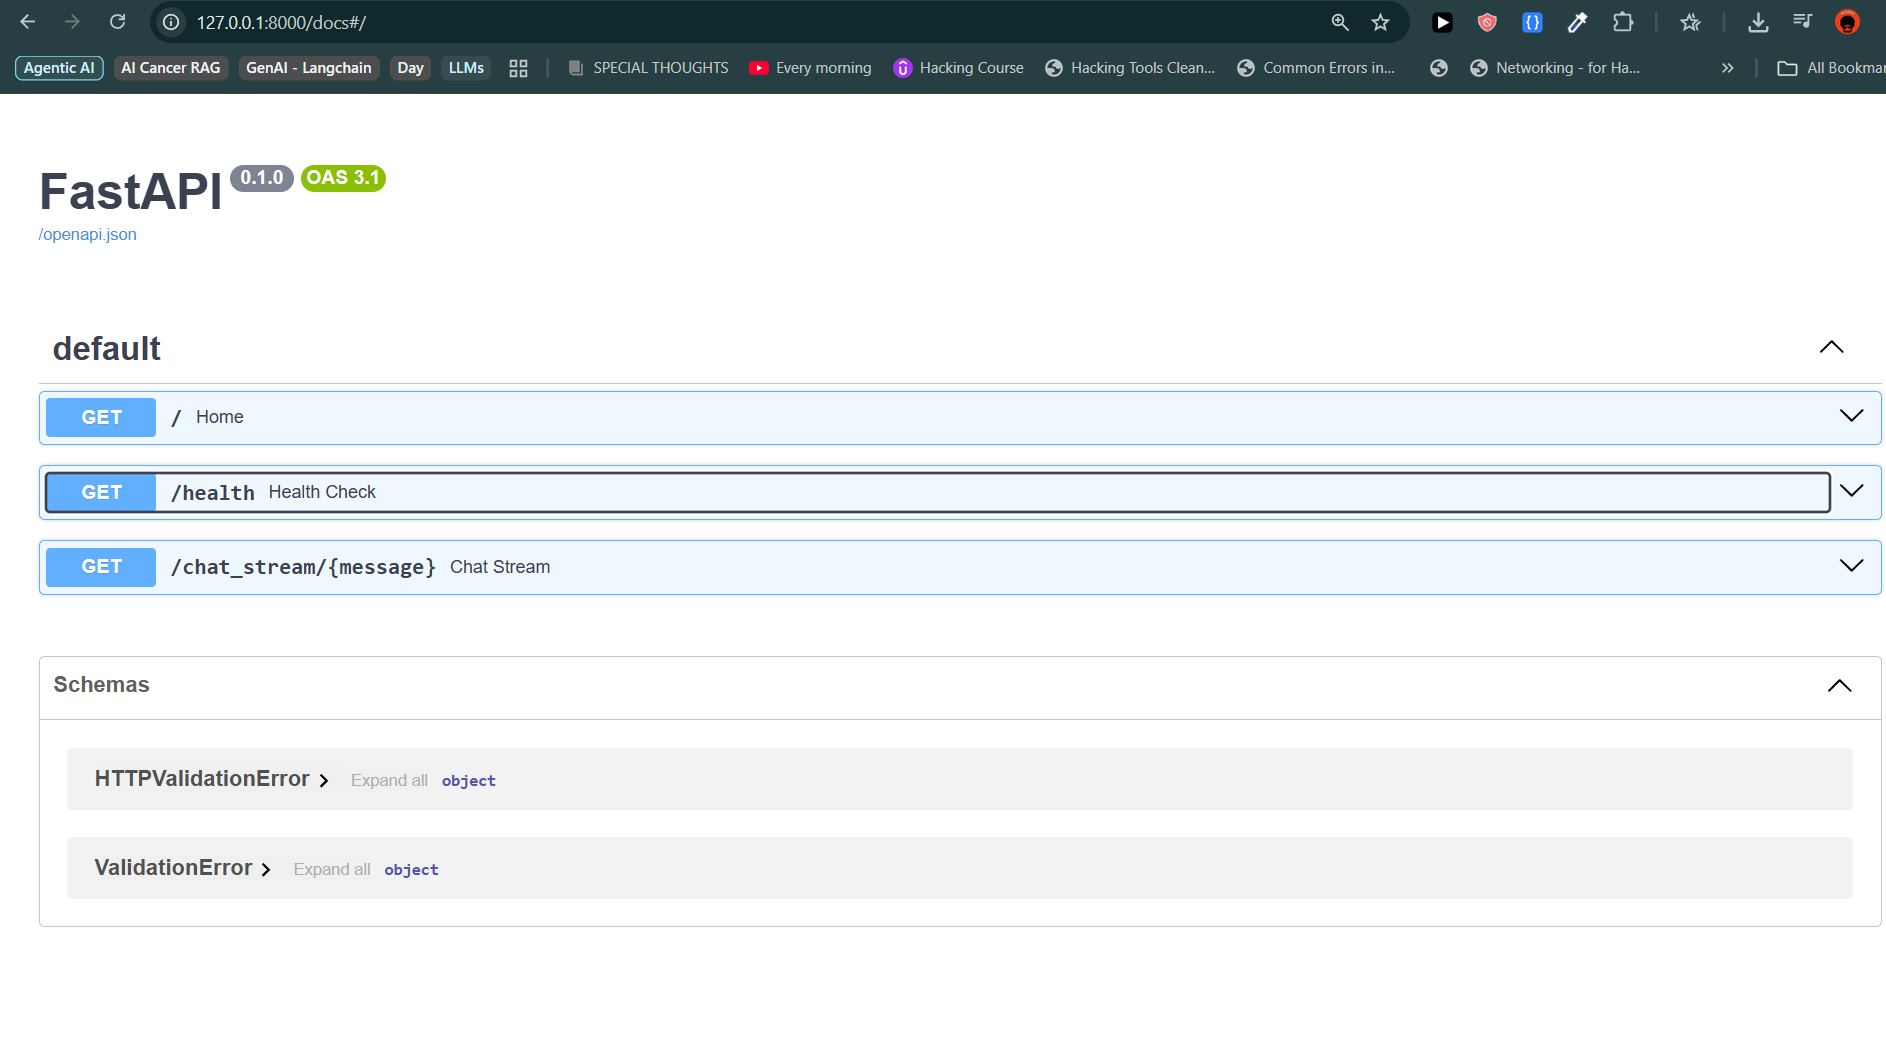 127.0.0.1:8000/docs#/
Agentic AI AI Cancer RAG GenAI - Langchain Day LLMs SPECIAL THOUGHTS Every morning Hacking Course Hacking Tools Clean... Common Errors in... Networking - for Ha... » All Bookmar
FastAPI 0.1.0 OAS 3.1
/openapi.json
default
GET / Home
GET /health Health Check
GET /chat_stream/{message} Chat Stream
Schemas
HTTPValidationError Expand all object
ValidationError Expand all object